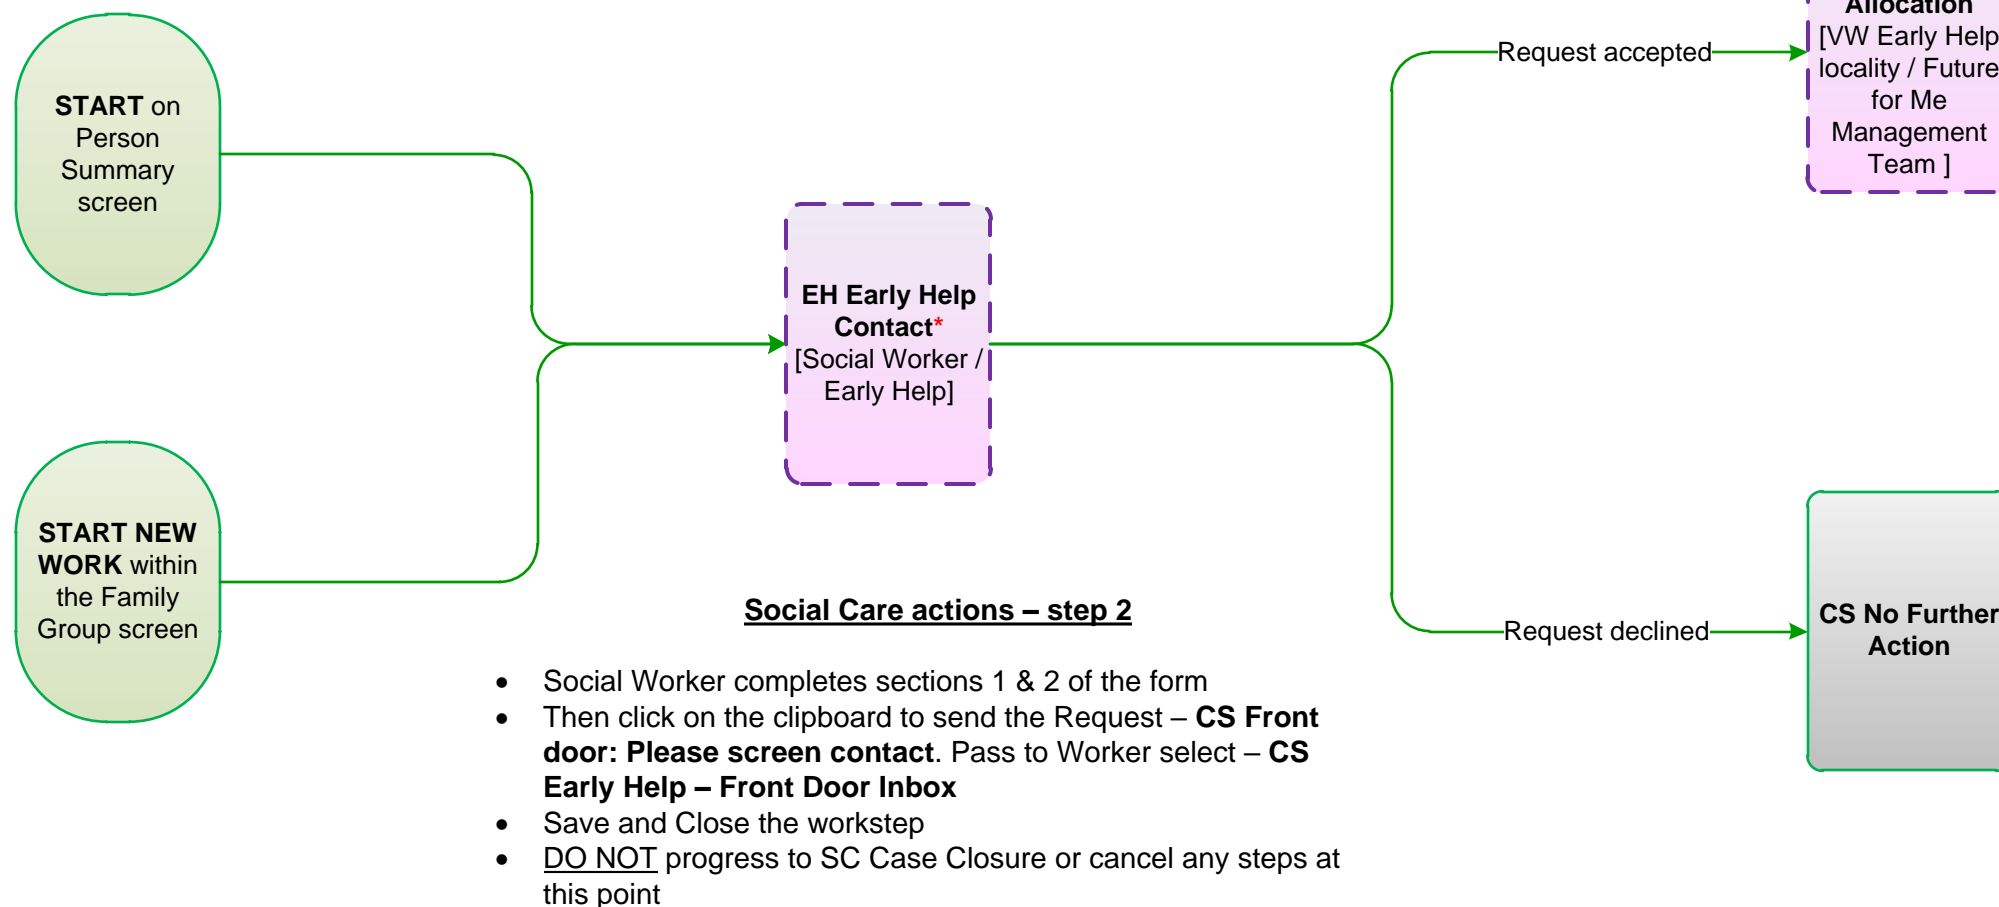 START on
Person
Summary
screen
START NEW
WORK within
the Family
Group screen
EH Early Help
Contact*
[Social Worker /
Early Help]
Request accepted
Allocation
[VW Early Help
locality / Future
for Me
Management
Team ]
Request declined
CS No Further
Action
Social Care actions – step 2
• Social Worker completes sections 1 & 2 of the form
• Then click on the clipboard to send the Request – CS Front
door: Please screen contact. Pass to Worker select – CS
Early Help – Front Door Inbox
• Save and Close the workstep
• DO NOT progress to SC Case Closure or cancel any steps at
this point